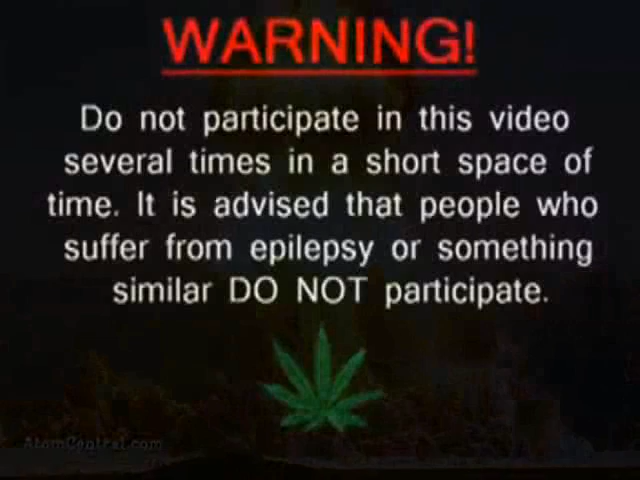 WARNING!
Do not participate in this video
several times in a short space of
time. It is advised that people who
suffer from epilepsy or something
similar DO NOT participate.
AtomCentral.com